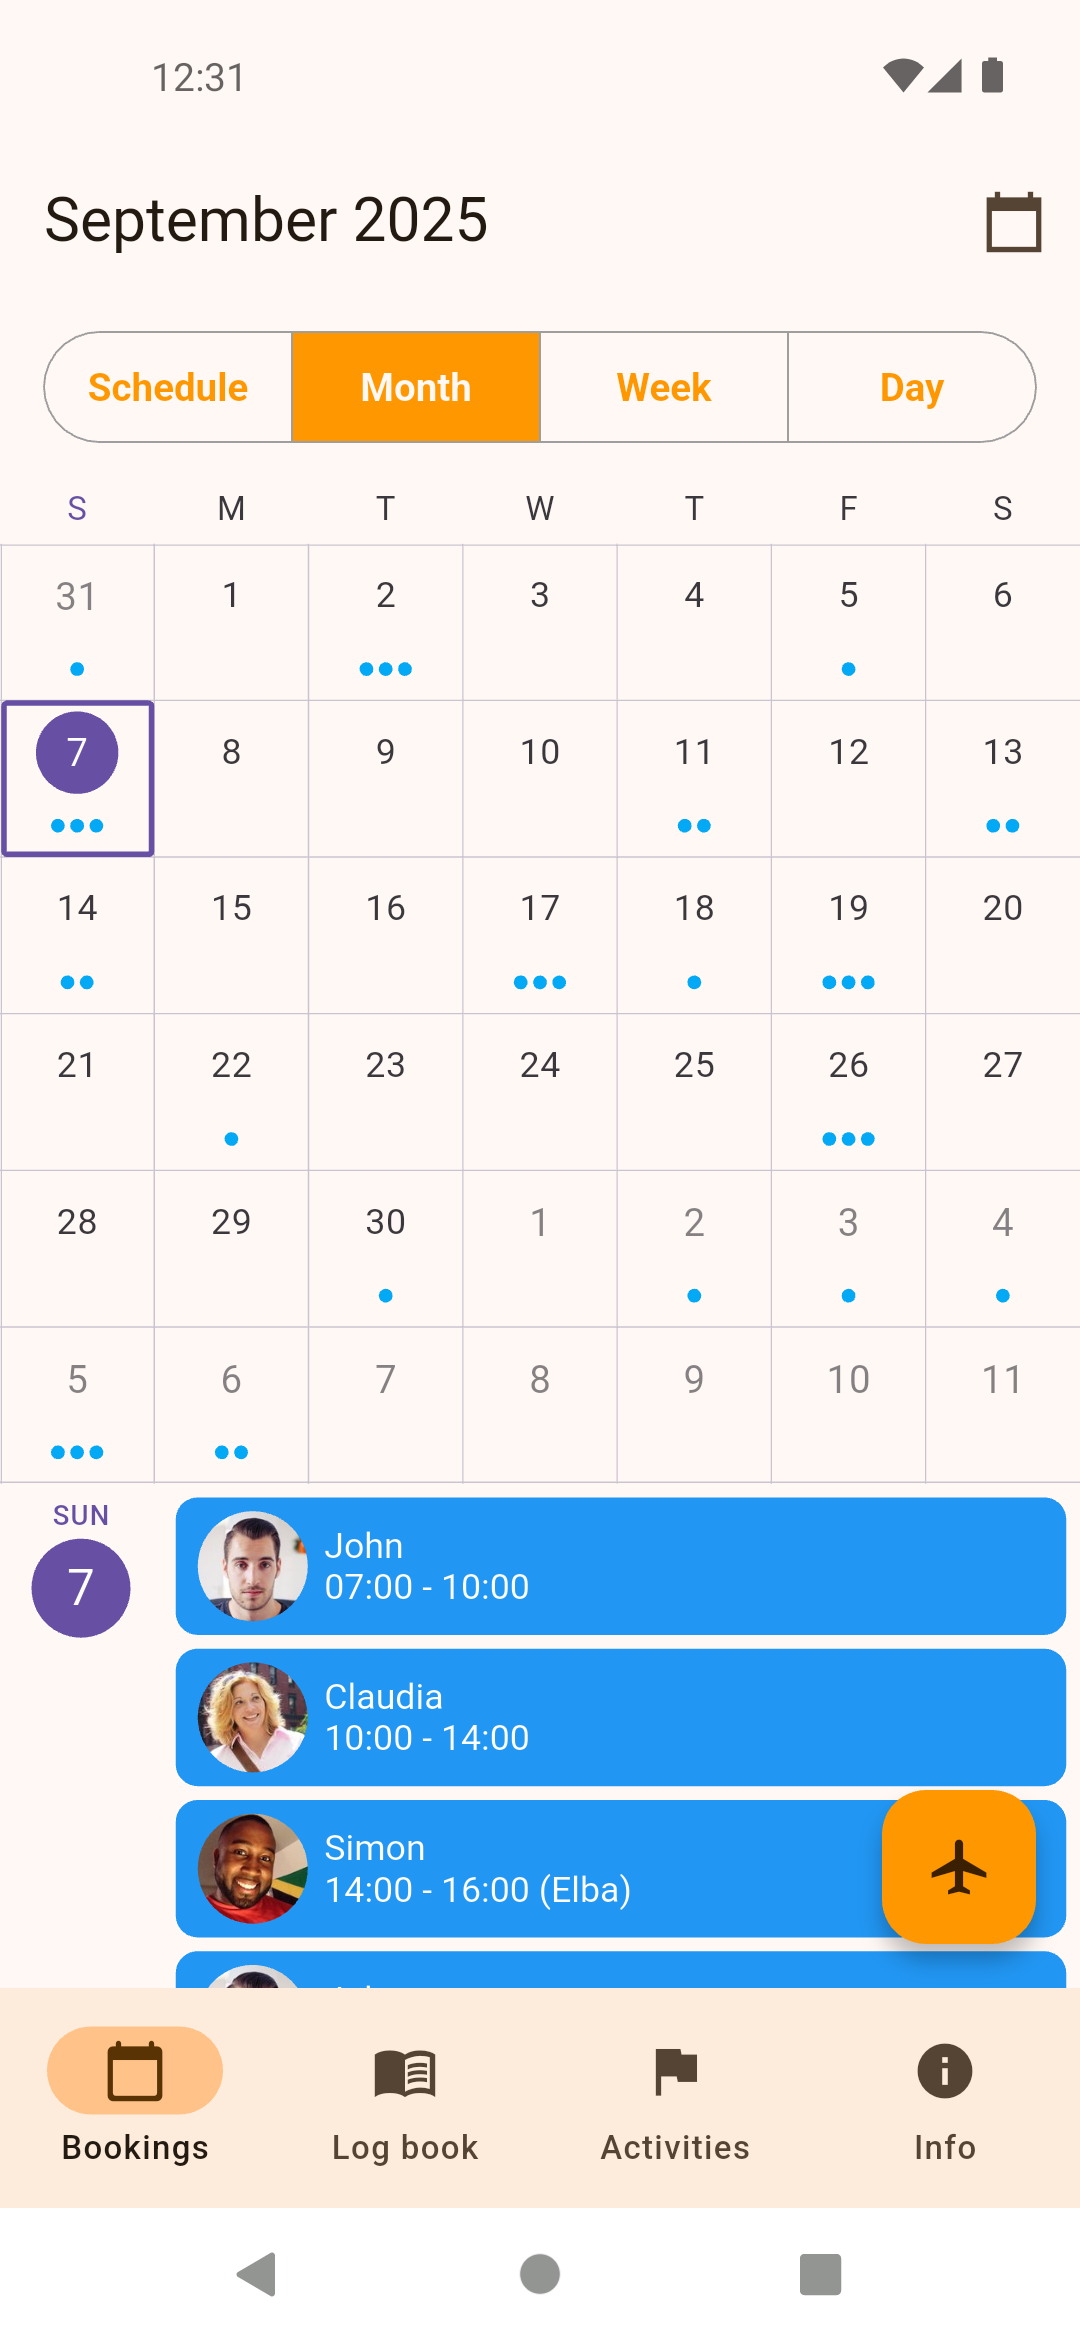 12:31
September 2025
Schedule Month Week Day
S M T W T F S
31 1 2 3 4 5 6
7 8 9 10 11 12 13
14 15 16 17 18 19 20
21 22 23 24 25 26 27
28 29 30 1 2 3 4
5 6 7 8 9 10 11
SUN
7
John
07:00 - 10:00
Claudia
10:00 - 14:00
Simon
14:00 - 16:00 (Elba)
Bookings Log book Activities Info